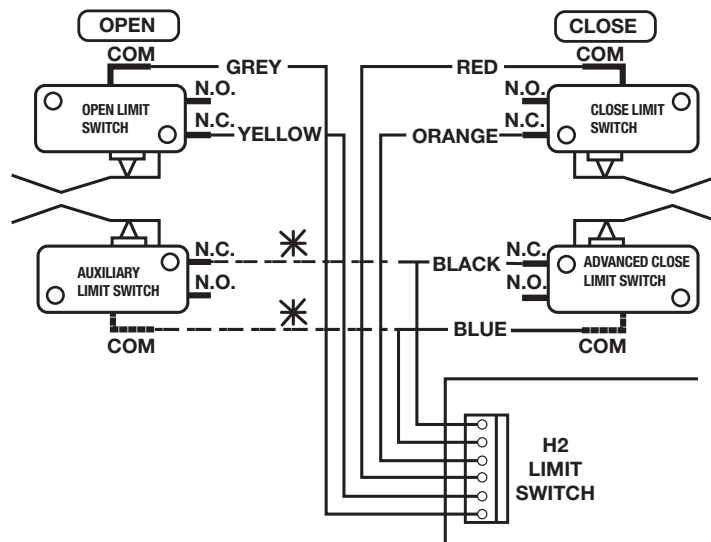 OPEN
CLOSE
COM
COM
GREY
RED
N.O.
N.O.
OPEN LIMIT
SWITCH
CLOSE LIMIT
SWITCH
N.C.
YELLOW
ORANGE
N.C.
N.C.
BLACK
N.C.
AUXILIARY
LIMIT SWITCH
ADVANCED CLOSE
LIMIT SWITCH
N.O.
N.O.
COM
BLUE
COM
H2
LIMIT
SWITCH